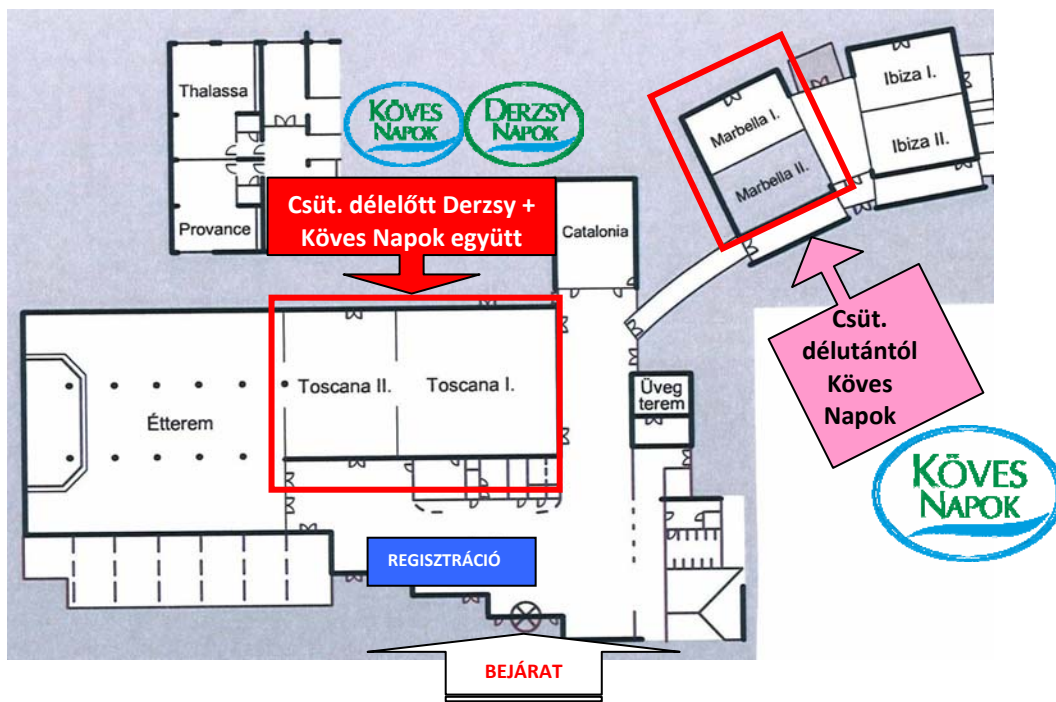 Thalassa
Provance
KÖVES
NAPOK
DERZSY
NAPOK
Csüt. délelőtt Derzsy +
Köves Napok együtt
Catalonia
Marbella I.
Marbella II.
Ibiza I.
Ibiza II.
Csüt.
délutántól
Köves
Napok
KÖVES
NAPOK
Étterem
Toscana II.
Toscana I.
Üveg
terem
REGISZTRÁCIÓ
BEJÁRAT